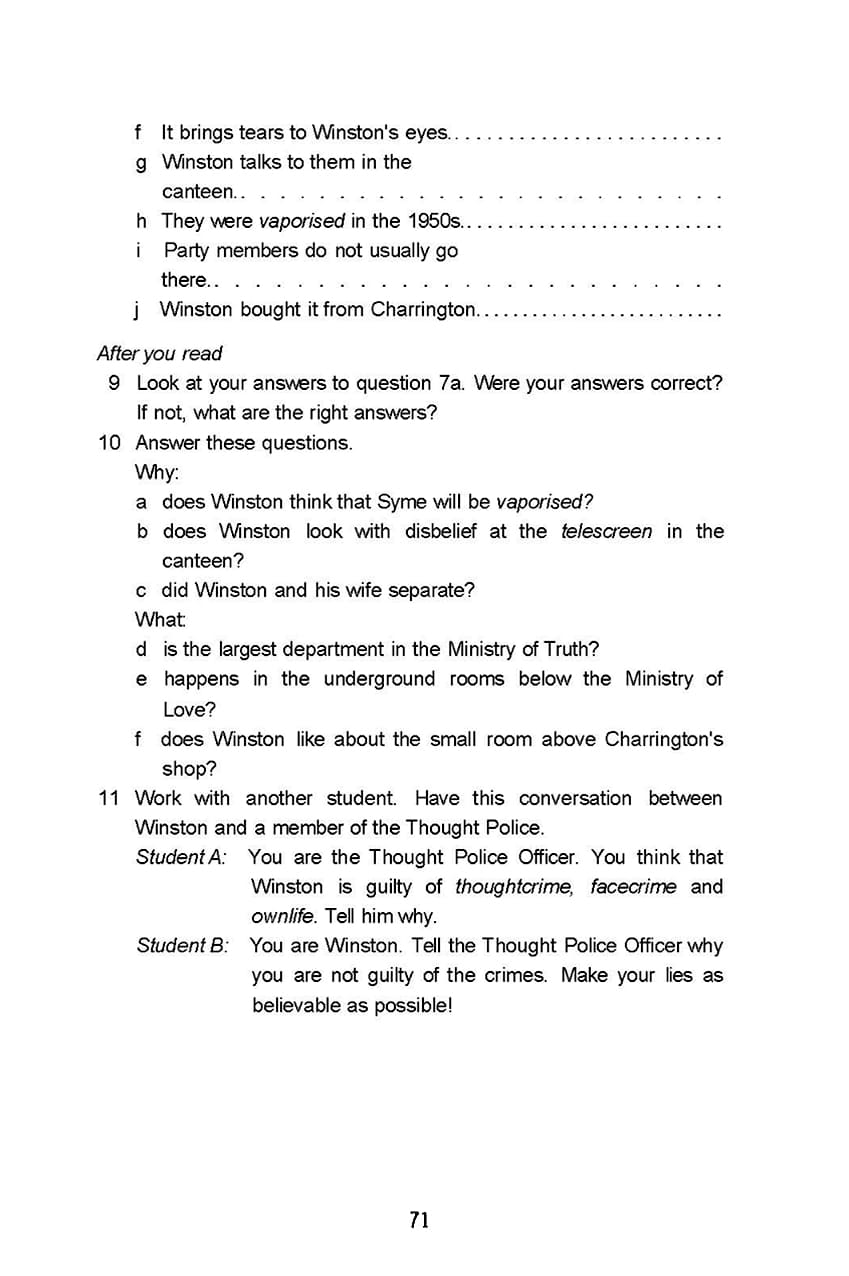 f It brings tears to Winston's eyes...........................
g Winston talks to them in the
canteen.. . . . . . . . . . . . . . . . . . . . . . . . . .
h They were vaporised in the 1950s...........................
i Party members do not usually go
there.. . . . . . . . . . . . . . . . . . . . . . . . . .
j Winston bought it from Charrington...........................
After you read
9 Look at your answers to question 7a. Were your answers correct?
If not, what are the right answers?
10 Answer these questions.
Why:
a does Winston think that Syme will be vaporised?
b does Winston look with disbelief at the telescreen in the
canteen?
c did Winston and his wife separate?
What:
d is the largest department in the Ministry of Truth?
e happens in the underground rooms below the Ministry of
Love?
f does Winston like about the small room above Charrington's
shop?
11 Work with another student. Have this conversation between
Winston and a member of the Thought Police.
Student A: You are the Thought Police Officer. You think that
Winston is guilty of thoughtcrime, facecrime and
ownlife. Tell him why.
Student B: You are Winston. Tell the Thought Police Officer why
you are not guilty of the crimes. Make your lies as
believable as possible!
71